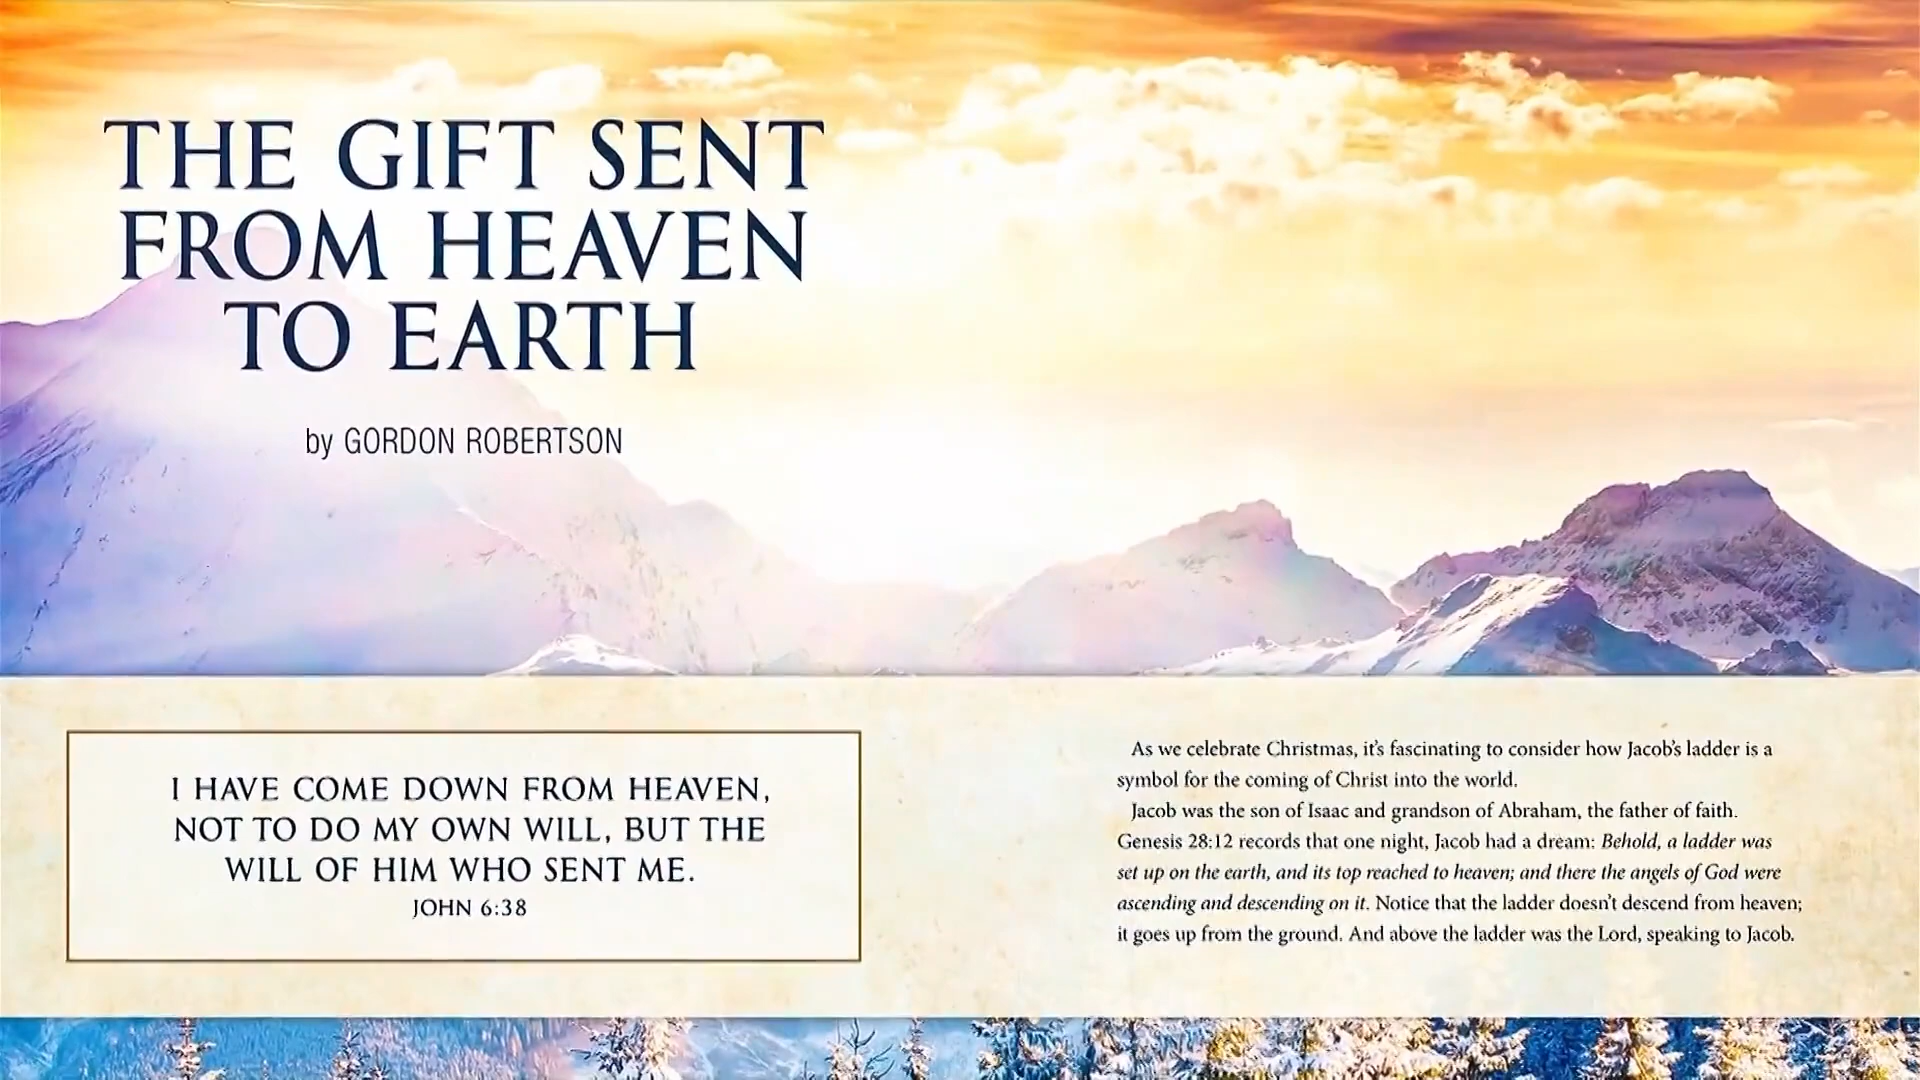 THE GIFT SENT
FROM HEAVEN
TO EARTH
by GORDON ROBERTSON
I HAVE COME DOWN FROM HEAVEN,
NOT TO DO MY OWN WILL, BUT THE
WILL OF HIM WHO SENT ME.
JOHN 6:38
As we celebrate Christmas, it's fascinating to consider how Jacob's ladder is a
symbol for the coming of Christ into the world.
Jacob was the son of Isaac and grandson of Abraham, the father of faith.
Genesis 28:12 records that one night, Jacob had a dream: Behold, a ladder was
set up on the earth, and its top reached to heaven; and there the angels of God were
ascending and descending on it. Notice that the ladder doesn't descend from heaven;
it goes up from the ground. And above the ladder was the Lord, speaking to Jacob.